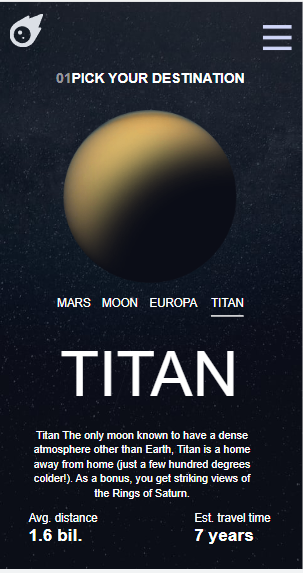 01PICK YOUR DESTINATION
MARS MOON EUROPA TITAN
TITAN
Titan The only moon known to have a dense
atmosphere other than Earth, Titan is a home
away from home (just a few hundred degrees
colder!). As a bonus, you get striking views of
the Rings of Saturn.
Avg. distance Est. travel time
1.6 bil. 7 years